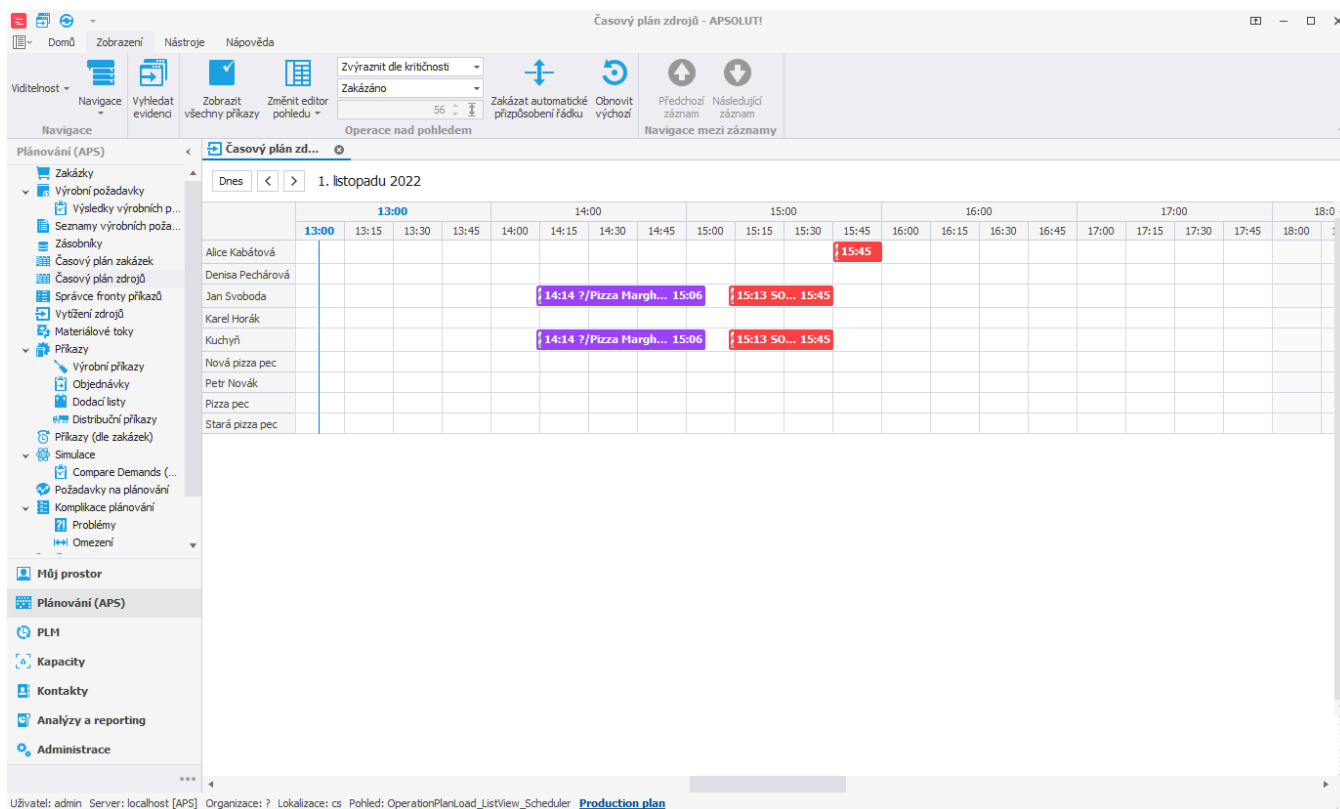 Časový plán zdrojů - APSOLUT!
Domů Zobrazení Nástroje Nápověda
Viditelnost
Navigace
Vyhledat evidenci
Navigace
Zobrazit všechny příkazy
Změnit editor pohledu
Zvýraznit dle kritičnosti
Zakázáno
56
Zakázat automatické přizpůsobení řádku
Obnovit výchozí
Operace nad pohledem
Předchozí záznam
Následující záznam
Navigace mezi záznamy
Plánování (APS)
Zakázky
Výrobní požadavky
Výsledky výrobních p...
Seznamy výrobních poža...
Zásobníky
Časový plán zakázek
Časový plán zdrojů
Správce fronty příkazů
Vytížení zdrojů
Materiálové toky
Příkazy
Výrobní příkazy
Objednávky
Dodací listy
Distribuční příkazy
Příkazy (dle zakázek)
Simulace
Compare Demands (...
Požadavky na plánování
Komplikace plánování
Problémy
Omezení
Můj prostor
Plánování (APS)
PLM
Kapacity
Kontakty
Analýzy a reporting
Administrace
Časový plán zd...
Dnes 1. listopadu 2022
13:00 14:00 15:00 16:00 17:00 18:0
13:00 13:15 13:30 13:45 14:00 14:15 14:30 14:45 15:00 15:15 15:30 15:45 16:00 16:15 16:30 16:45 17:00 17:15 17:30 17:45 18:00
Alice Kabátová 15:45
Denisa Pechárová
Jan Svoboda 14:14 ?/Pizza Margh... 15:06 15:13 SO... 15:45
Karel Horák
Kuchyň 14:14 ?/Pizza Margh... 15:06 15:13 SO... 15:45
Nová pizza pec
Petr Novák
Pizza pec
Stará pizza pec
Uživatel: admin Server: localhost [APS] Organizace: ? Lokalizace: cs Pohled: OperationPlanLoad_ListView_Scheduler Production plan